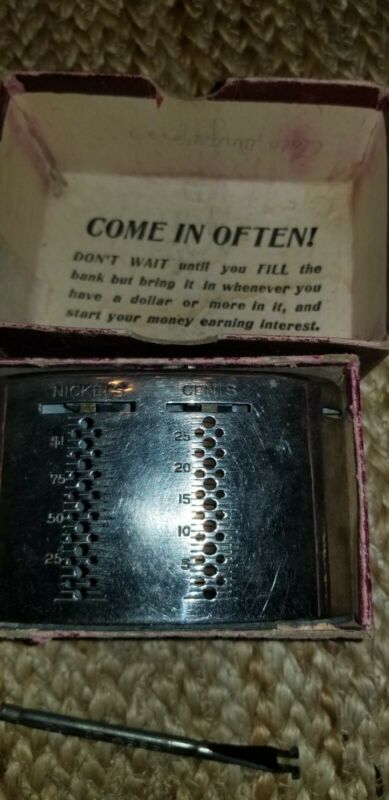 COME IN OFTEN!
DON'T WAIT until you FILL the
bank but bring it in whenever you
have a dollar or more in it, and
start your money earning interest.
NICKELS CENTS
$1 25
75 20
50 15
25 10
5